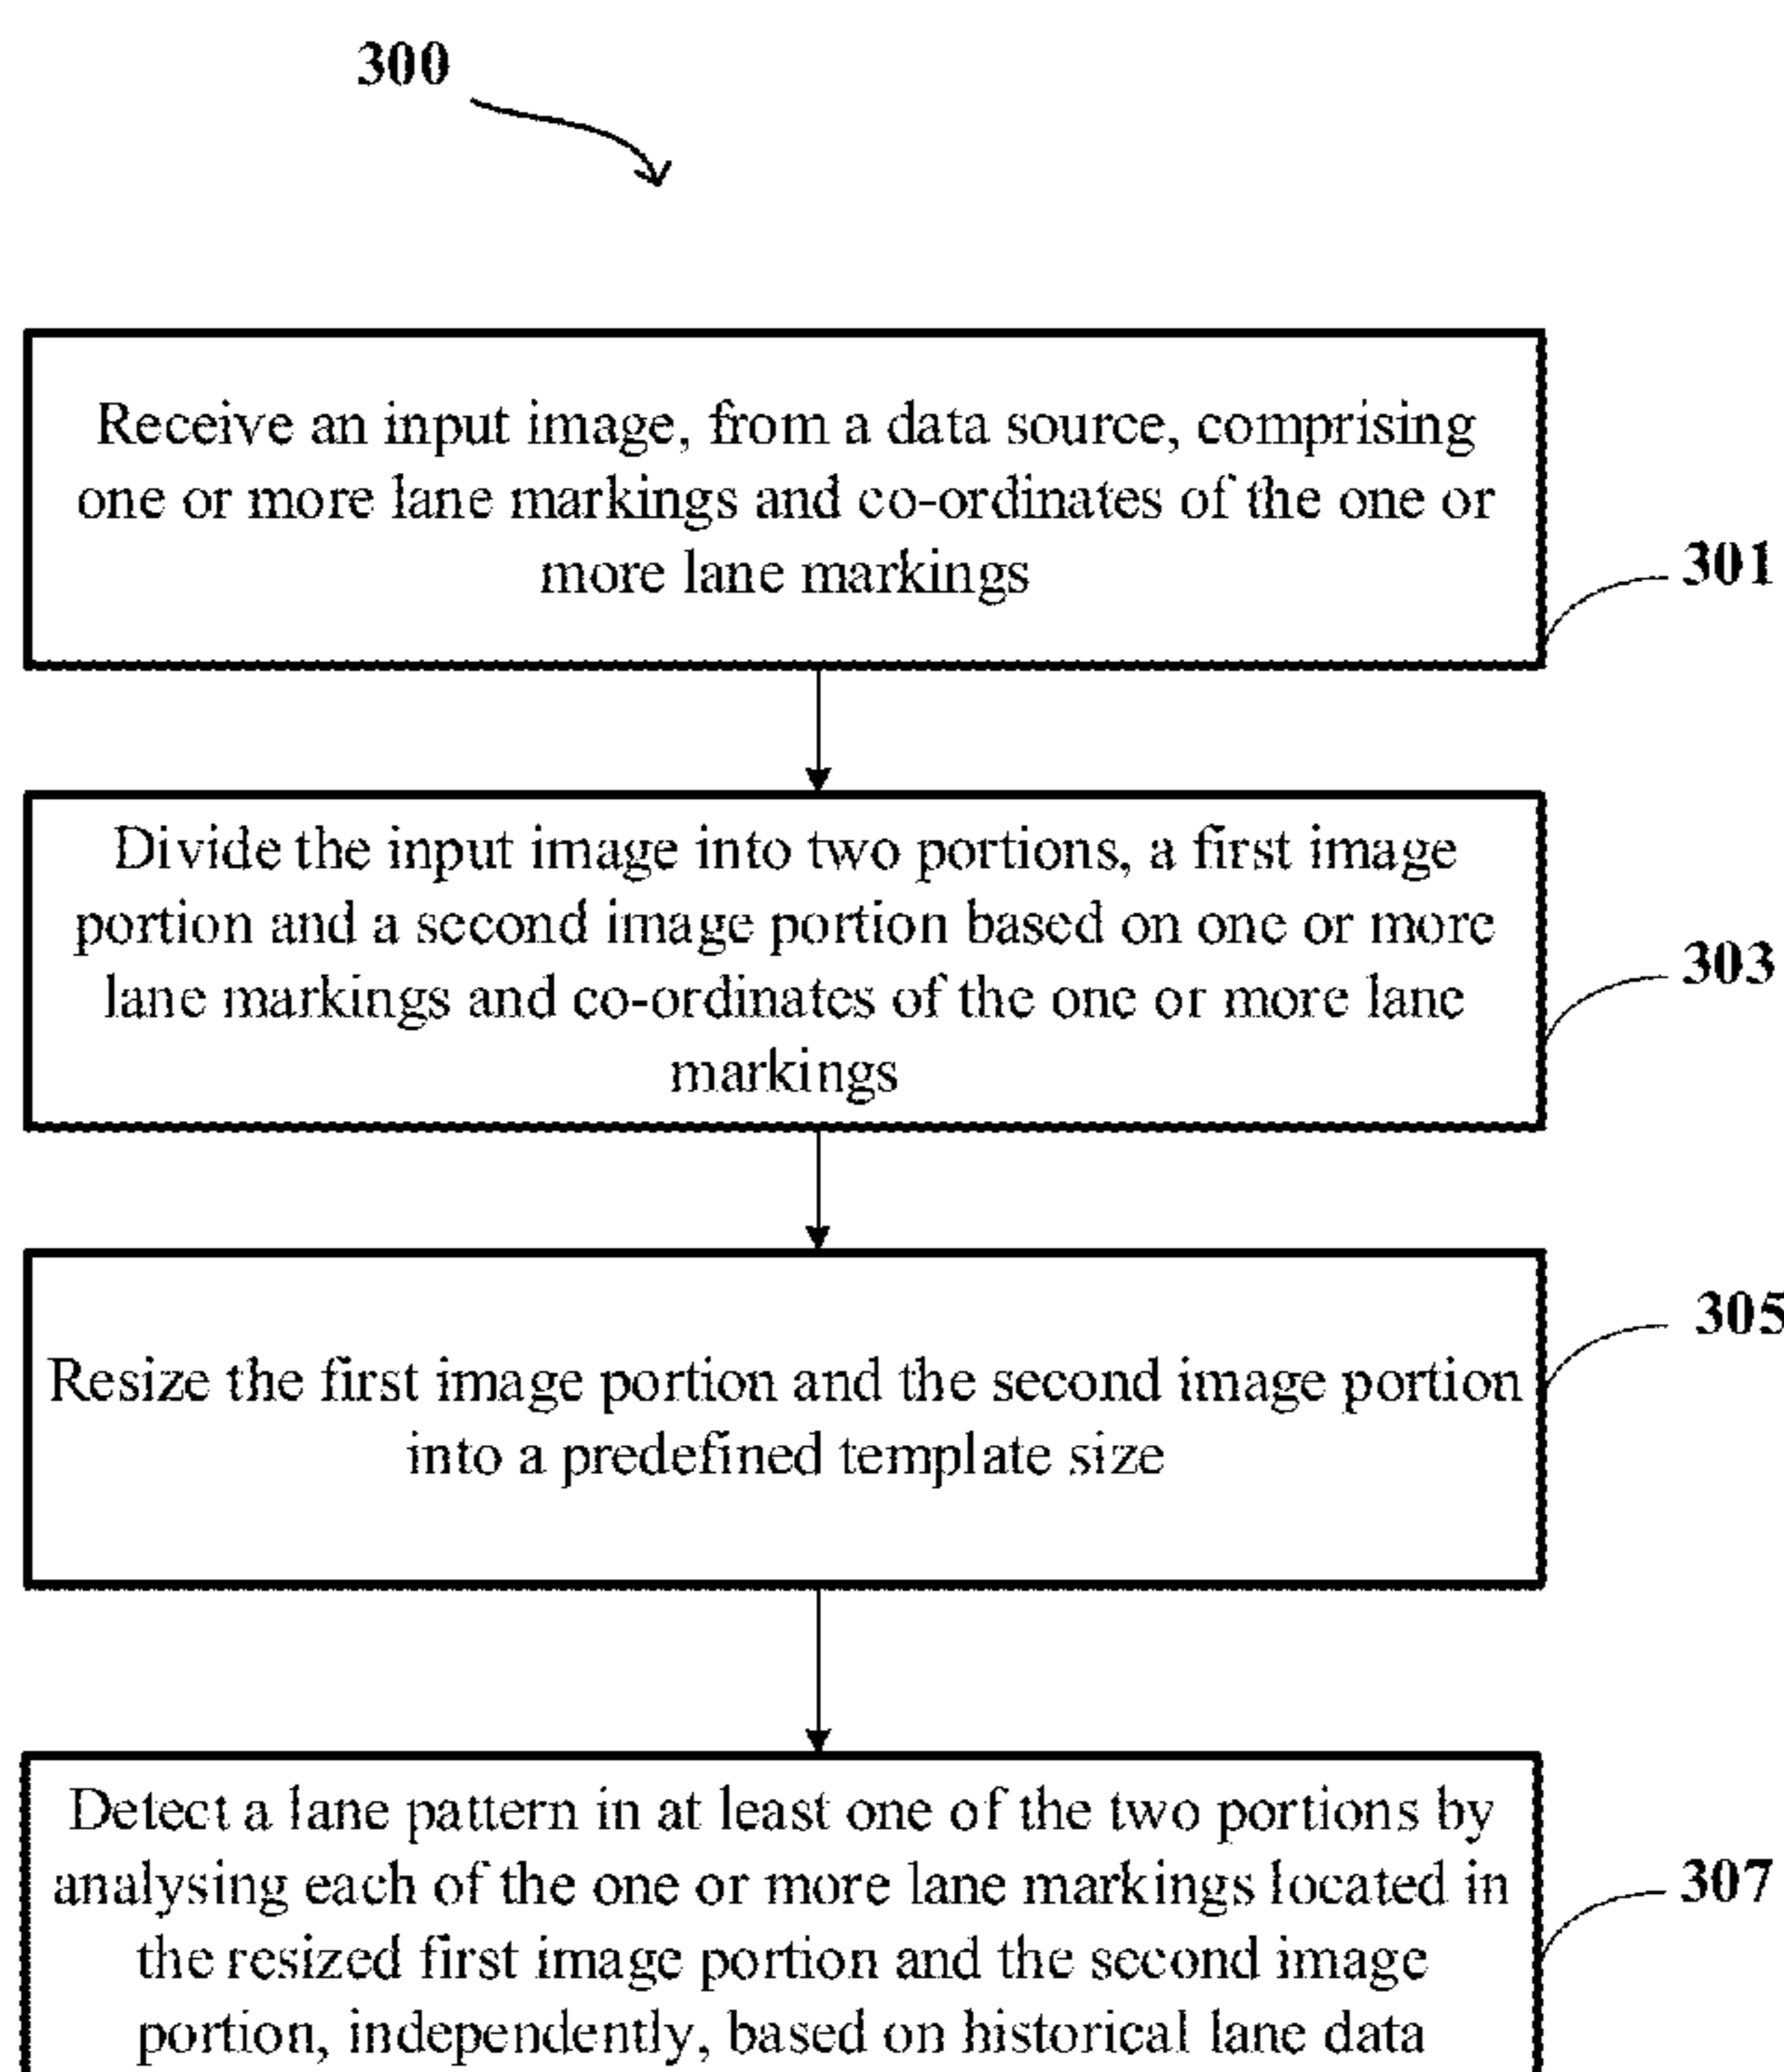 300
Receive an input image, from a data source, comprising
one or more lane markings and co-ordinates of the one or
more lane markings
301
Divide the input image into two portions, a first image
portion and a second image portion based on one or more
lane markings and co-ordinates of the one or more lane
markings
303
Resize the first image portion and the second image portion
into a predefined template size
305
Detect a lane pattern in at least one of the two portions by
analysing each of the one or more lane markings located in
the resized first image portion and the second image
portion, independently, based on historical lane data
307